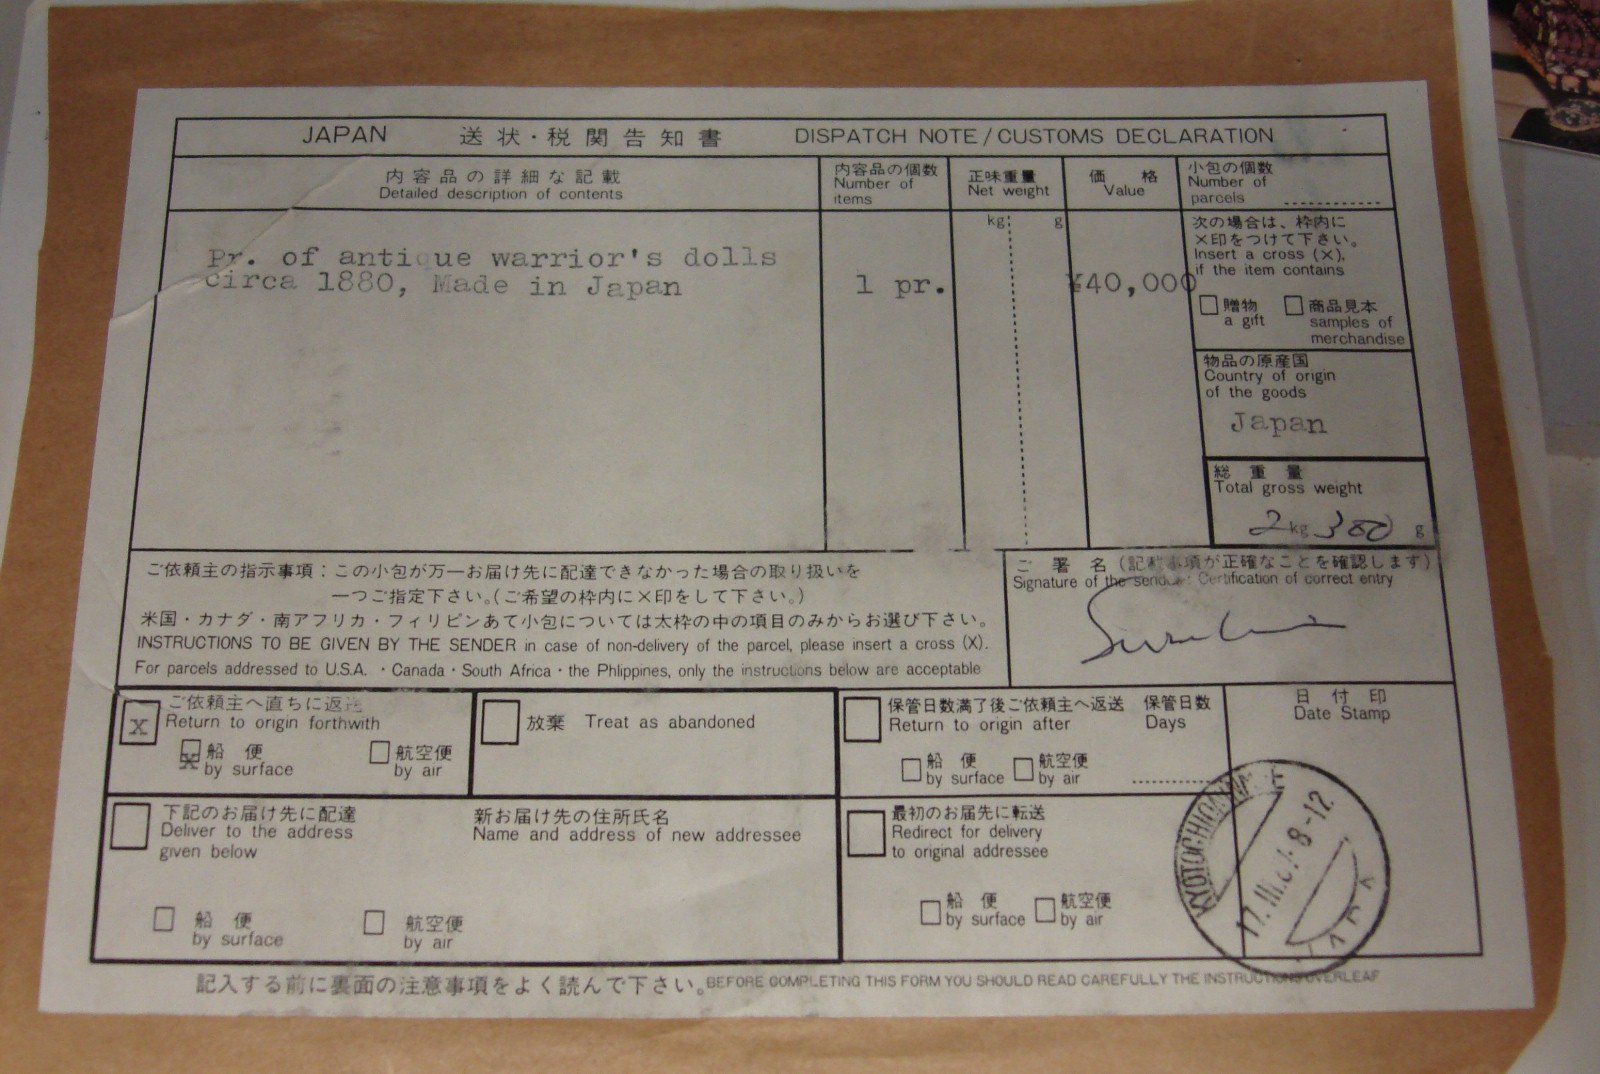 JAPAN 送状・税関告知書 DISPATCH NOTE/CUSTOMS DECLARATION
内容品の詳細な記載
Detailed description of contents
内容品の個数
Number of
items
正味重量
Net weight
価格
Value
小包の個数
Number of
parcels
kg g
Pr. of antique warrior's dolls
circa 1880, Made in Japan
1 pr.
¥40,000
次の場合は、枠内に
×印をつけて下さい。
Insert a cross (×),
if the item contains
贈物
a gift
商品見本
samples of
merchandise
物品の原産国
Country of origin
of the goods
Japan
総重量
Total gross weight
2 kg 380 g
ご依頼主の指示事項:この小包が万一お届け先に配達できなかった場合の取り扱いを
一つご指定下さい。(ご希望の枠内に×印をして下さい。)
米国・カナダ・南アフリカ・フィリピンあて小包については太枠の中の項目のみからお選び下さい。
INSTRUCTIONS TO BE GIVEN BY THE SENDER in case of non-delivery of the parcel, please insert a cross (X).
For parcels addressed to U.S.A. ・Canada・South Africa・the Phlippines, only the instructions below are acceptable
ご署名(記載事項が正確なことを確認します)
Signature of the sender: Certification of correct entry
X
ご依頼主へ直ちに返送
Return to origin forthwith
X
船便
by surface
航空便
by air
放棄 Treat as abandoned
保管日数満了後ご依頼主へ返送 保管日数
Return to origin after Days
船便
by surface
航空便
by air
日付印
Date Stamp
下記のお届け先に配達
Deliver to the address
given below
新お届け先の住所氏名
Name and address of new addressee
船便
by surface
航空便
by air
最初のお届先に転送
Redirect for delivery
to original addressee
船便
by surface
航空便
by air
8-12
JAPAN
記入する前に裏面の注意事項をよく読んで下さい。BEFORE COMPLETING THIS FORM YOU SHOULD READ CAREFULLY THE INSTRUCTIONS OVERLEAF